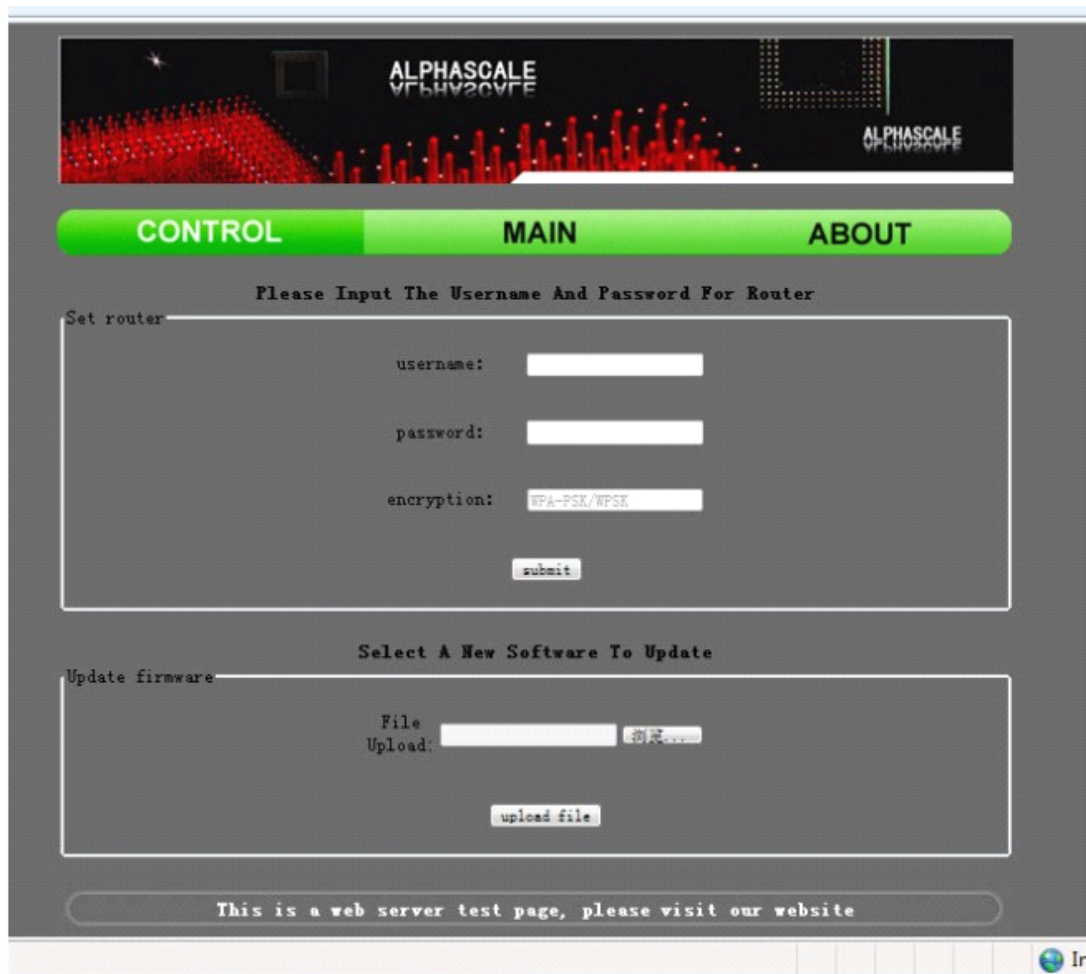 ALPHASCALE
ALPHASCALE
CONTROL MAIN ABOUT
Please Input The Username And Password For Router
Set router
username:
password:
encryption: WPA-PSK/WPSK
submit
Select A New Software To Update
Update firmware
File
Upload: 浏览...
upload file
This is a web server test page, please visit our website